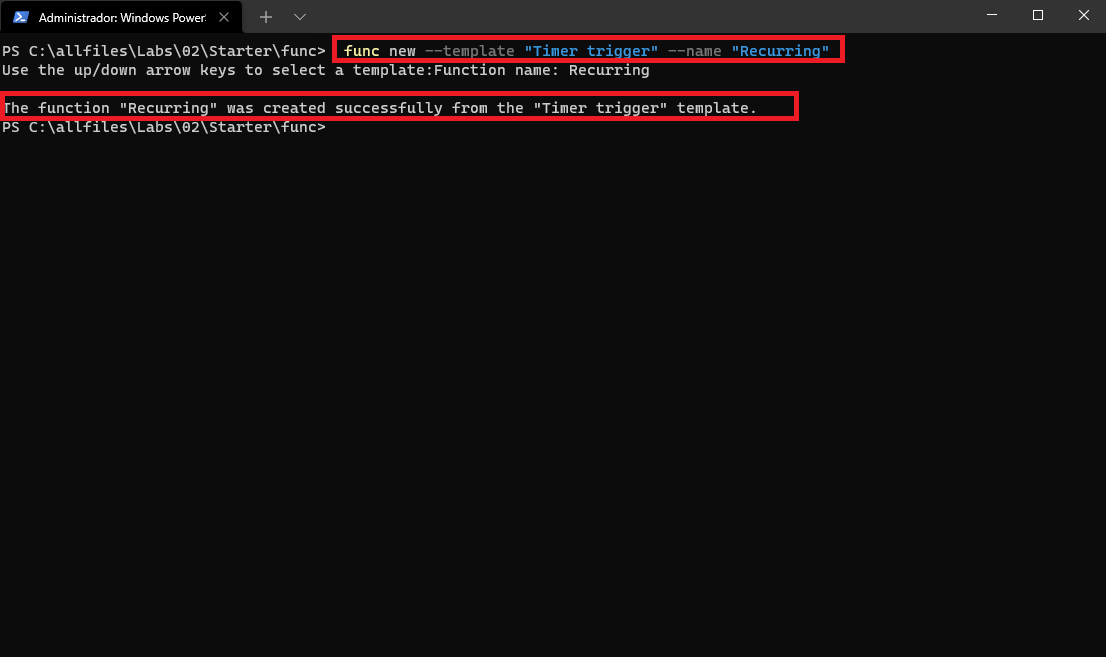 Administrador: Windows Power
PS C:\allfiles\Labs\02\Starter\func> func new --template "Timer trigger" --name "Recurring"
Use the up/down arrow keys to select a template:Function name: Recurring
The function "Recurring" was created successfully from the "Timer trigger" template.
PS C:\allfiles\Labs\02\Starter\func>